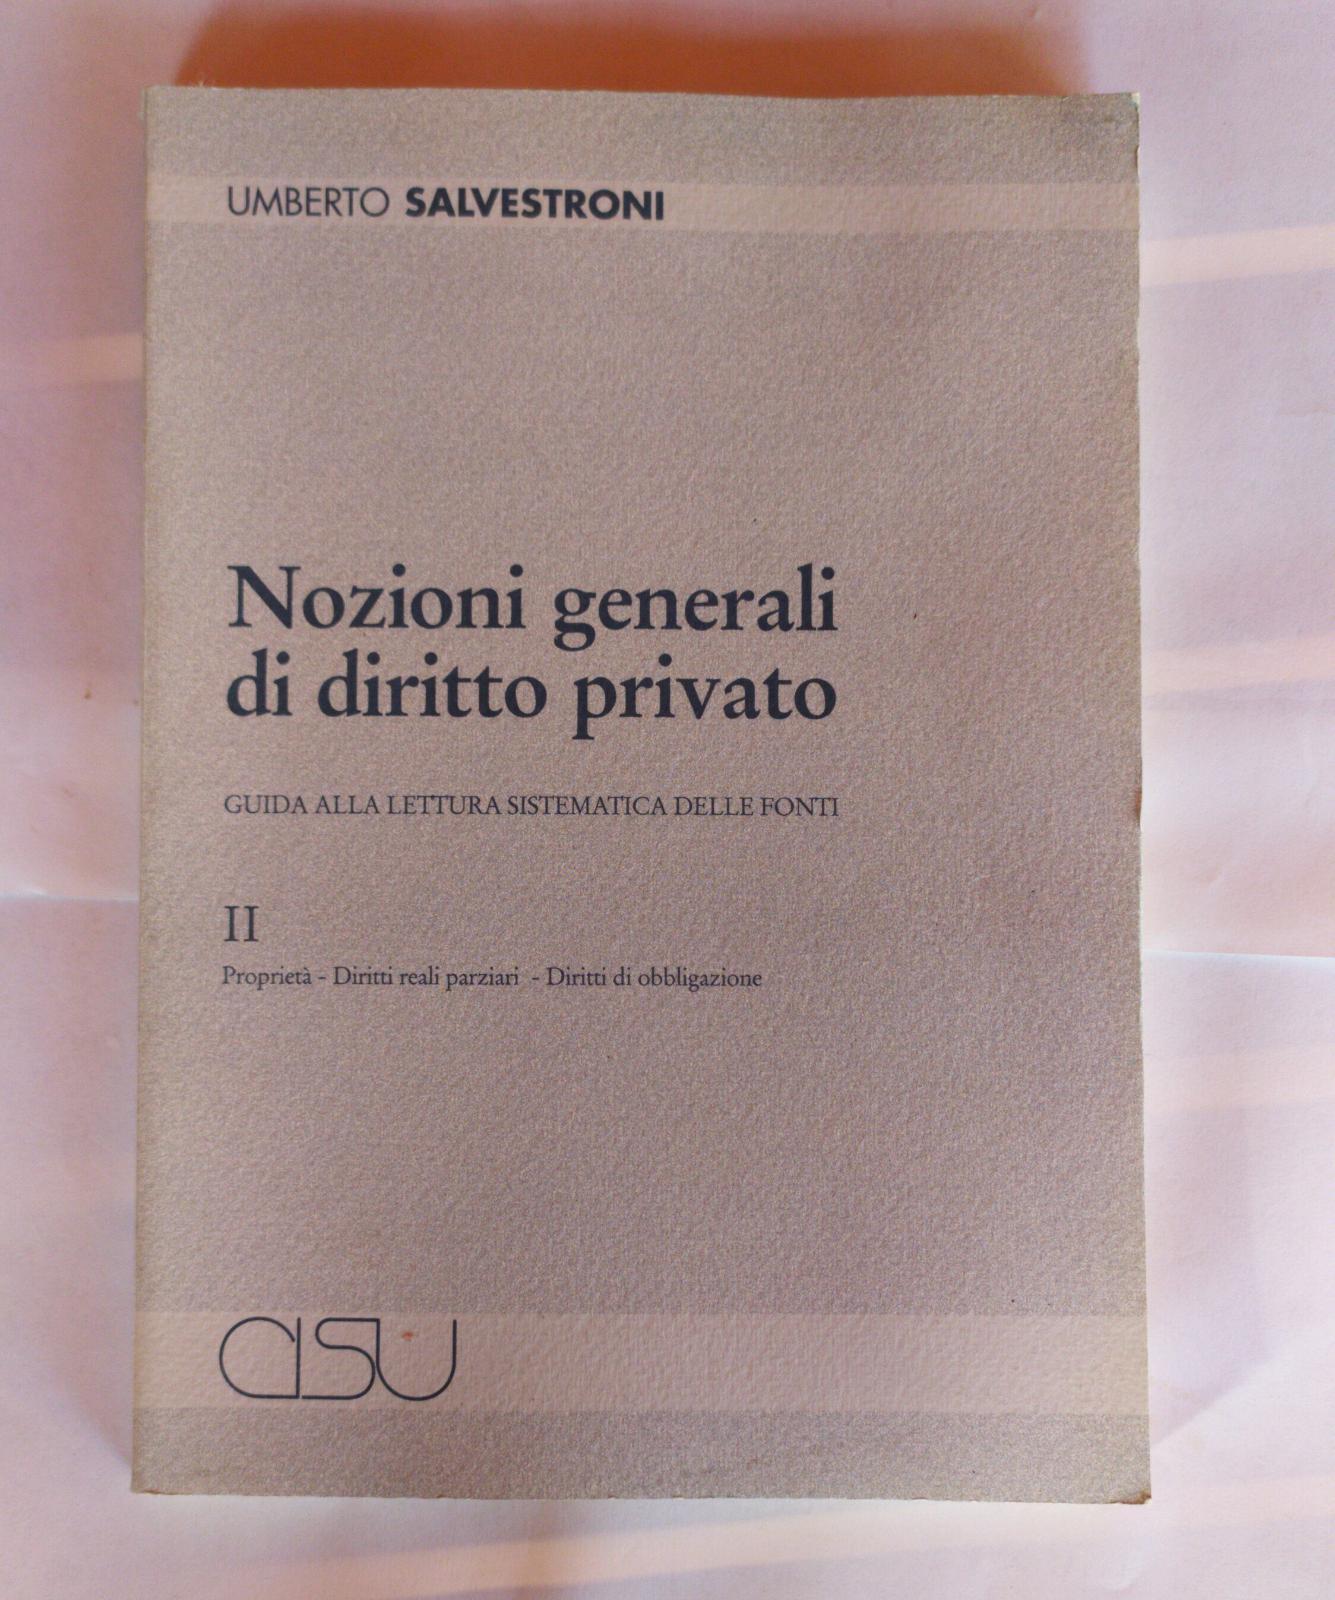 UMBERTO SALVESTRONI
Nozioni generali
di diritto privato
GUIDA ALLA LETTURA SISTEMATICA DELLE FONTI
II
Proprietà - Diritti reali parziari - Diritti di obbligazione
CISU